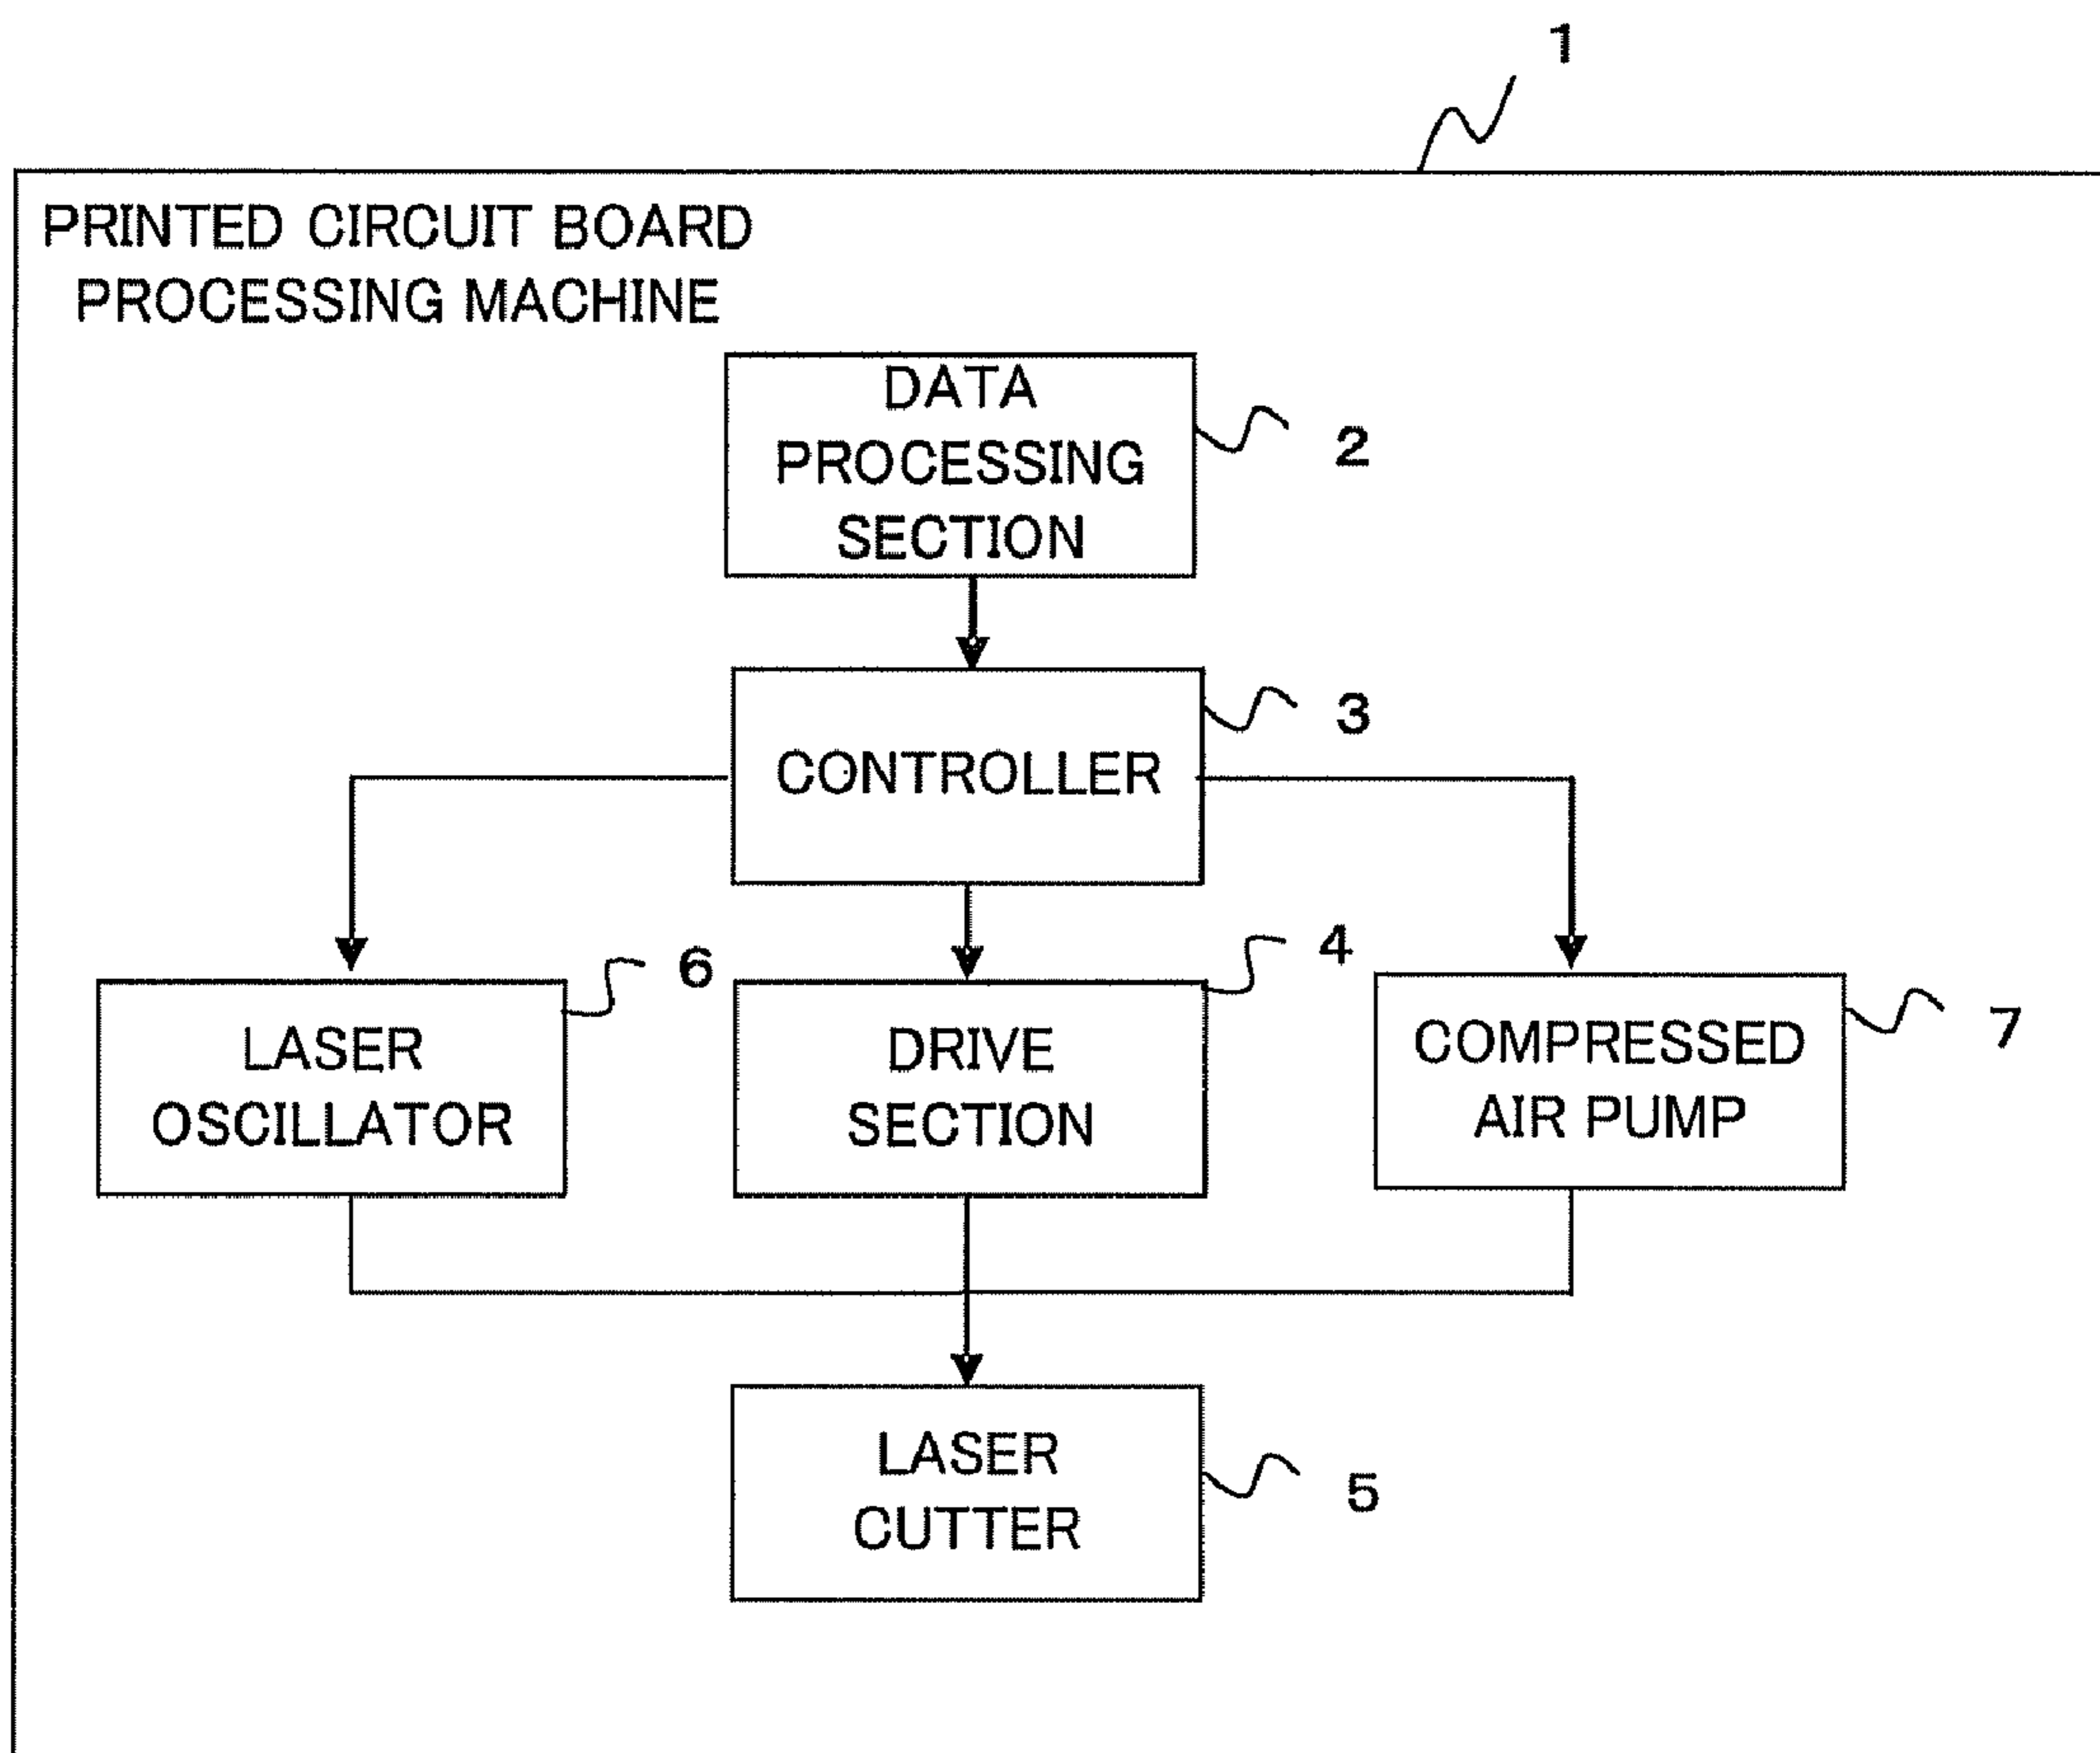 1
PRINTED CIRCUIT BOARD
PROCESSING MACHINE
DATA
PROCESSING
SECTION
2
CONTROLLER
3
LASER
OSCILLATOR
6
DRIVE
SECTION
4
COMPRESSED
AIR PUMP
7
LASER
CUTTER
5